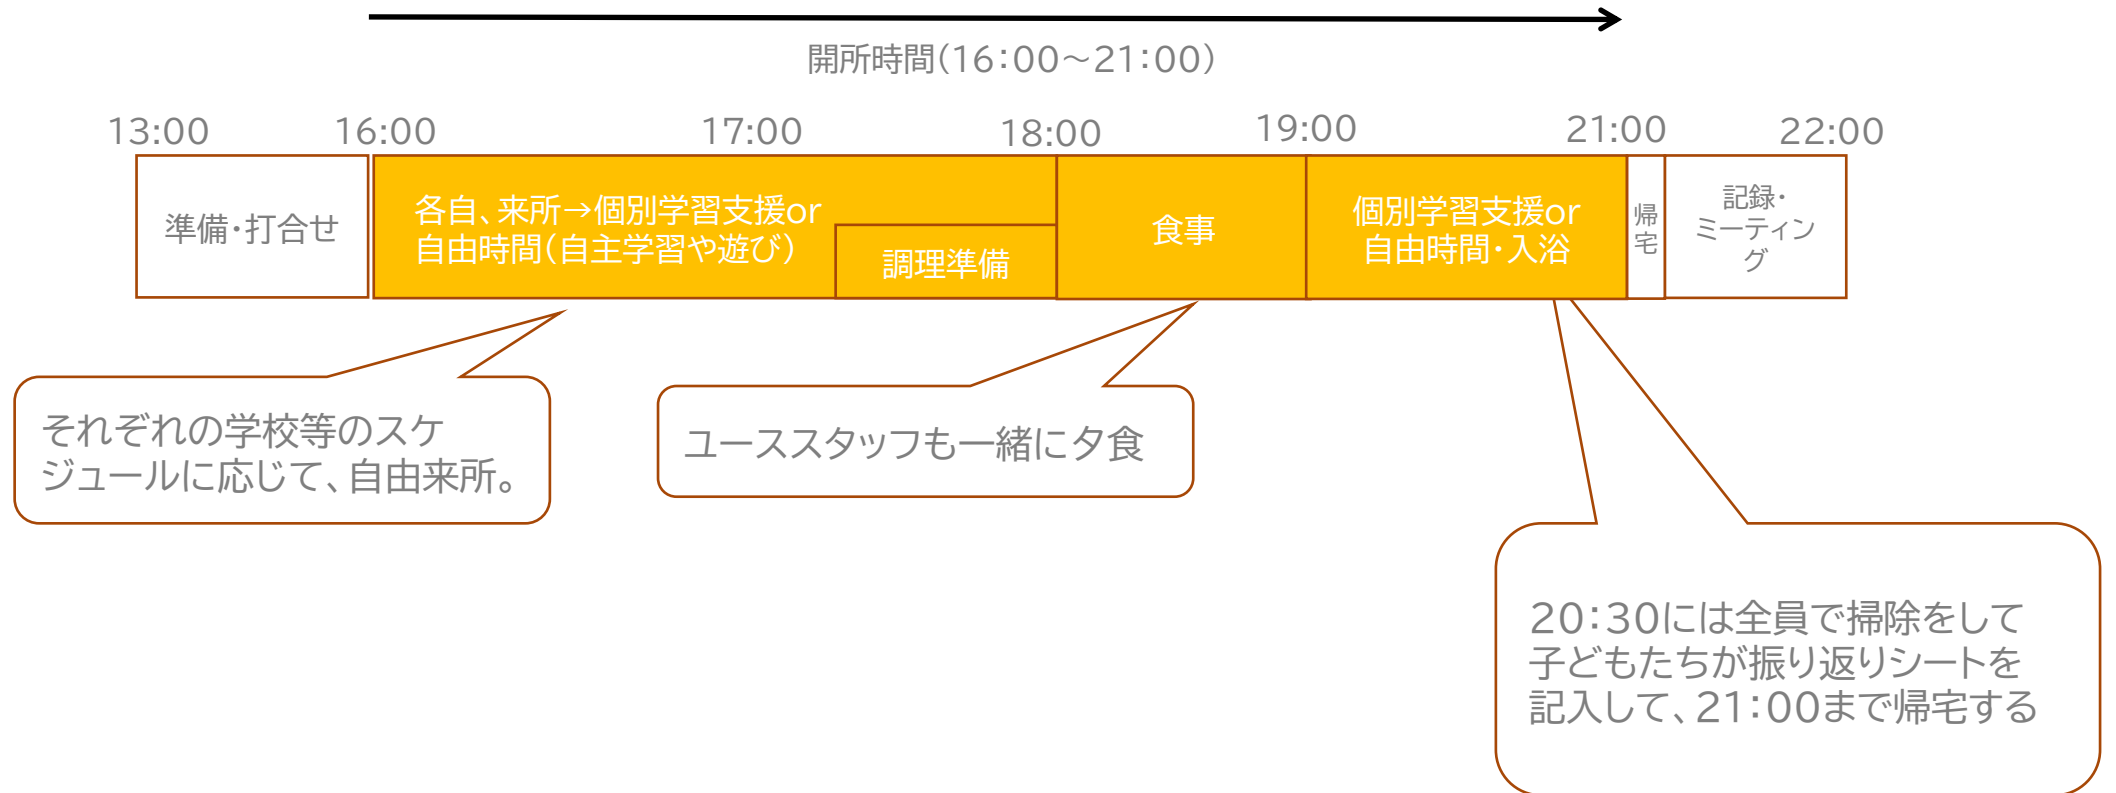 開所時間(16:00～21:00)
13:00 16:00 17:00 18:00 19:00 21:00 22:00
準備・打合せ
各自、来所→個別学習支援or
自由時間(自主学習や遊び)
調理準備
食事
個別学習支援or
自由時間・入浴
帰
宅
記録・
ミーティン
グ
それぞれの学校等のスケ
ジュールに応じて、自由来所。
ユーススタッフも一緒に夕食
20:30には全員で掃除をして
子どもたちが振り返りシートを
記入して、21:00まで帰宅する